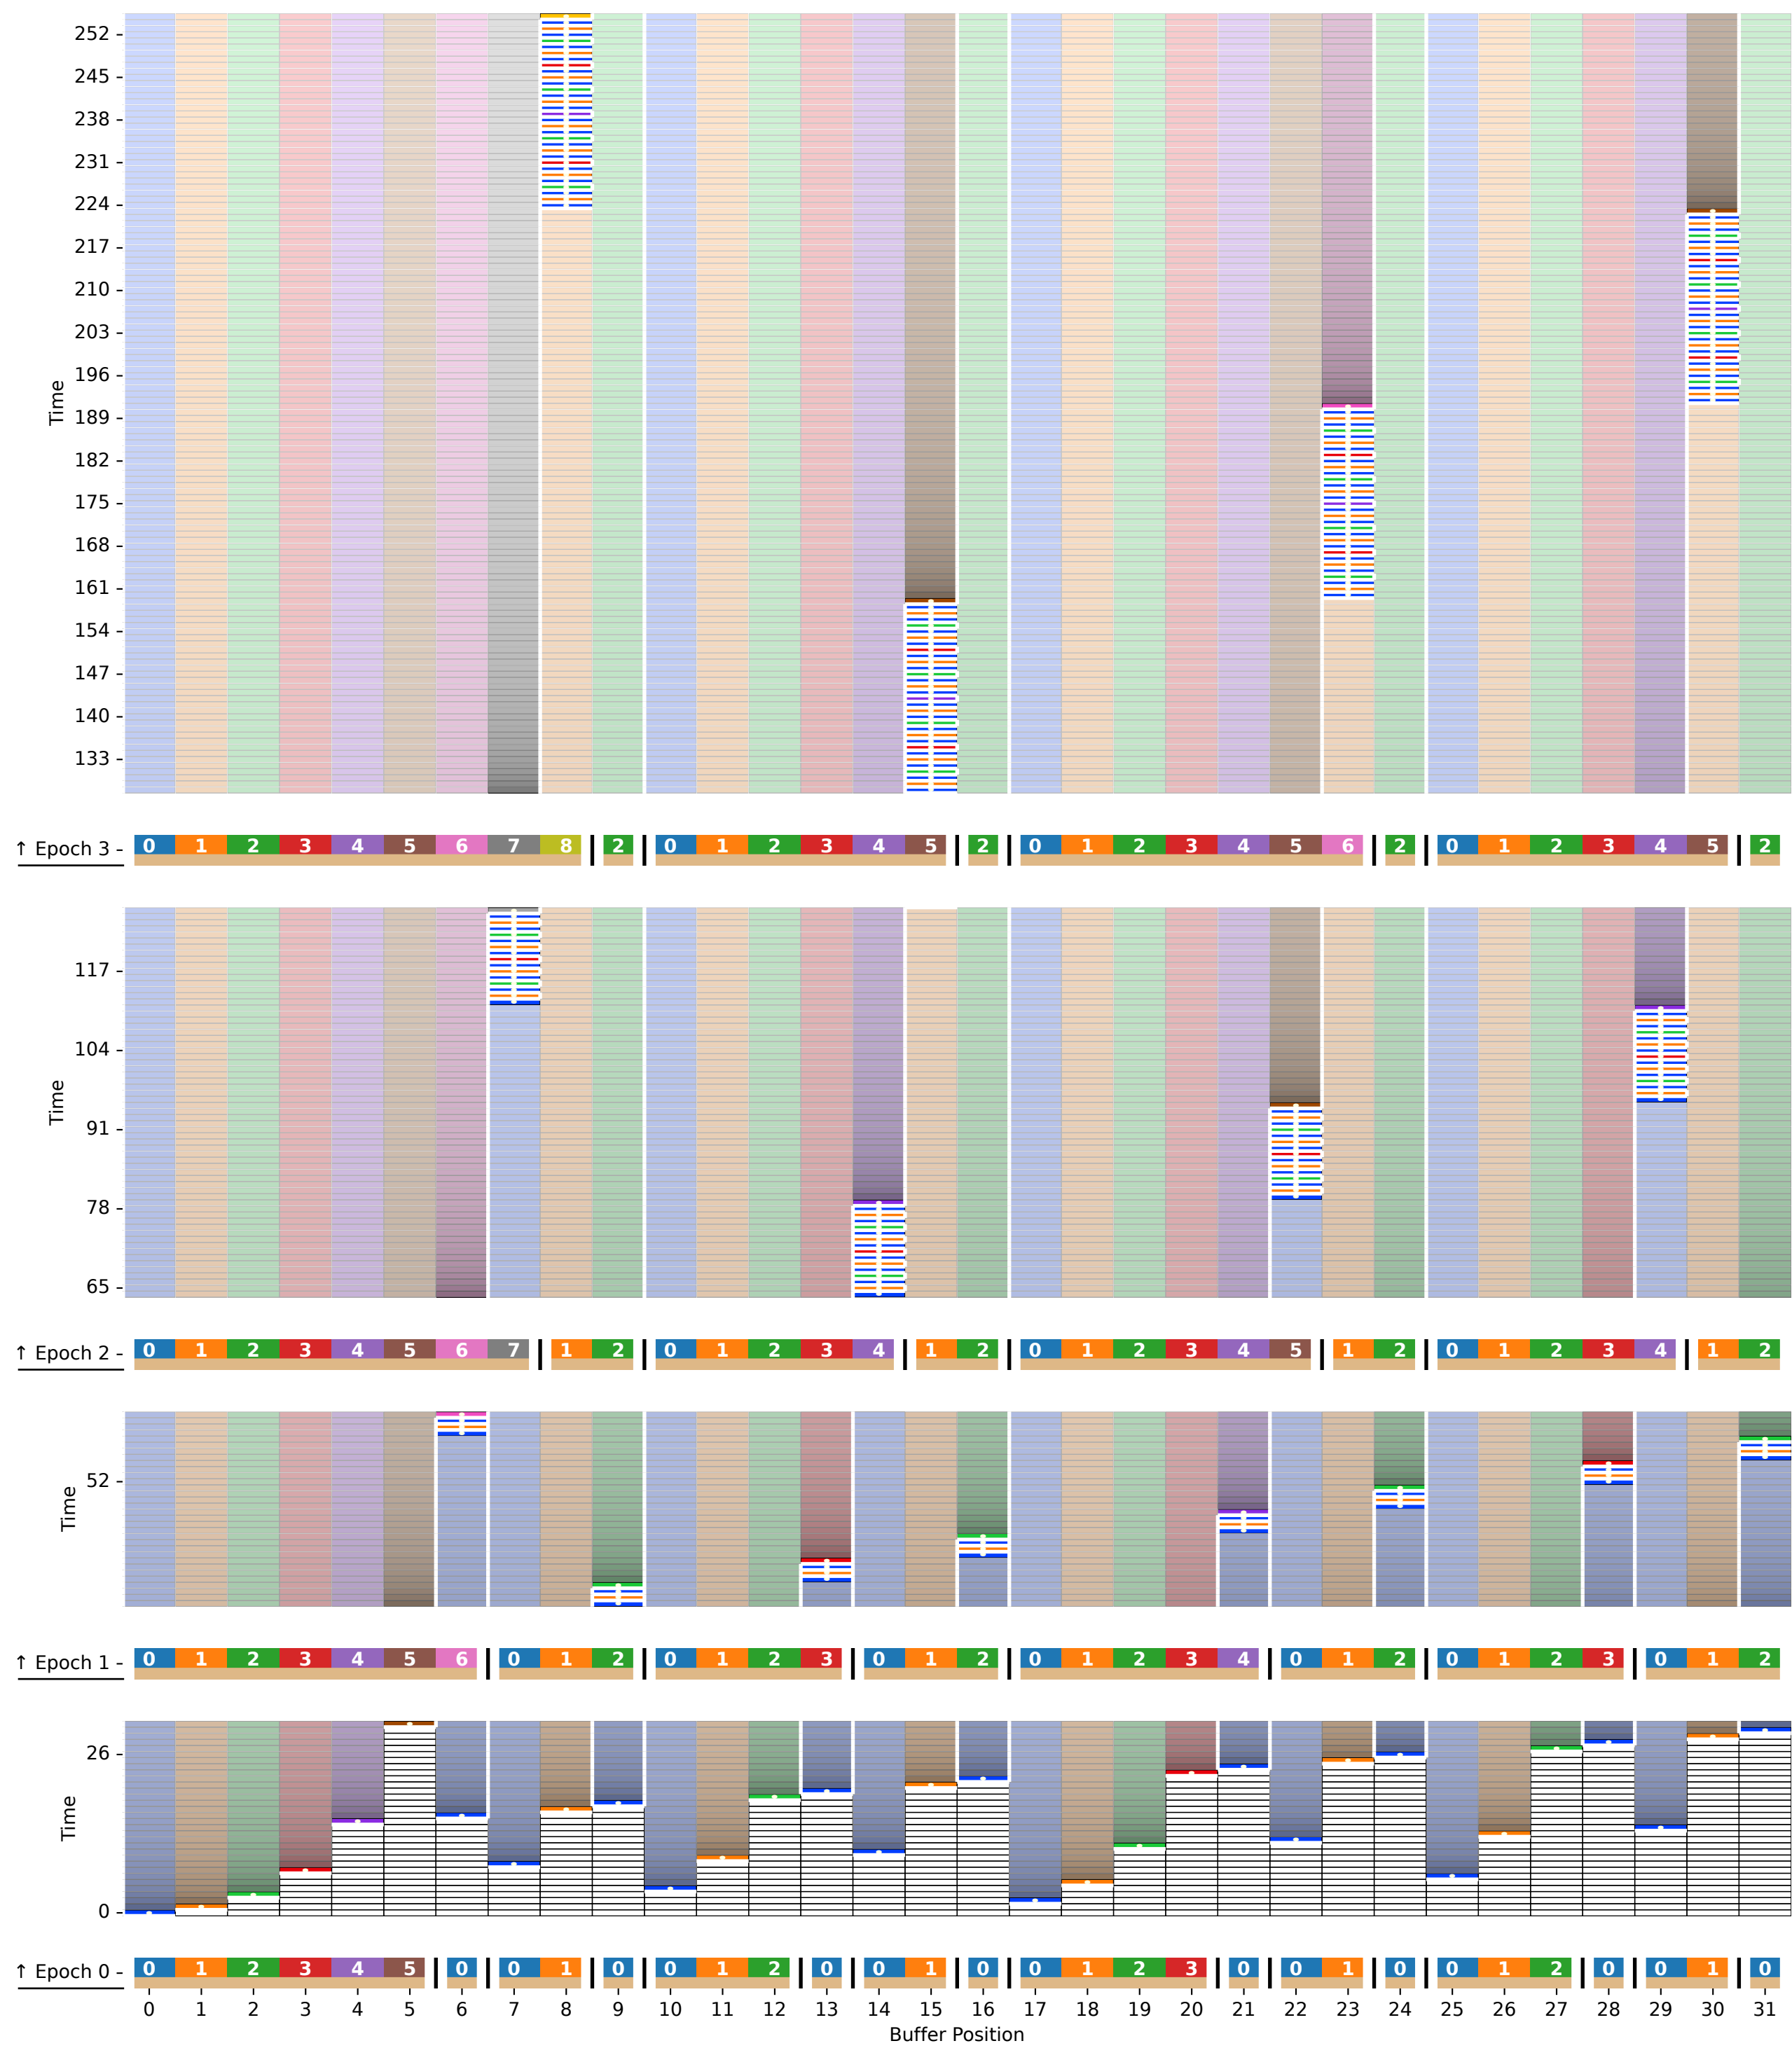 252
245
238
231
224
217
210
203
196
189
182
175
168
161
154
147
140
133
Time
↑ Epoch 3
0 1 2 3 4 5 6 7 8 2 0 1 2 3 4 5 2 0 1 2 3 4 5 6 2 0 1 2 3 4 5 2
117
104
91
78
65
Time
↑ Epoch 2
0 1 2 3 4 5 6 7 1 2 0 1 2 3 4 1 2 0 1 2 3 4 5 1 2 0 1 2 3 4 1 2
52
Time
↑ Epoch 1
0 1 2 3 4 5 6 0 1 2 0 1 2 3 0 1 2 0 1 2 3 4 0 1 2 0 1 2 3 0 1 2
26
0
Time
↑ Epoch 0
0 1 2 3 4 5 0 0 1 0 0 1 2 0 0 1 0 0 1 2 3 0 0 1 0 0 1 2 0 0 1 0
0 1 2 3 4 5 6 7 8 9 10 11 12 13 14 15 16 17 18 19 20 21 22 23 24 25 26 27 28 29 30 31
Buffer Position